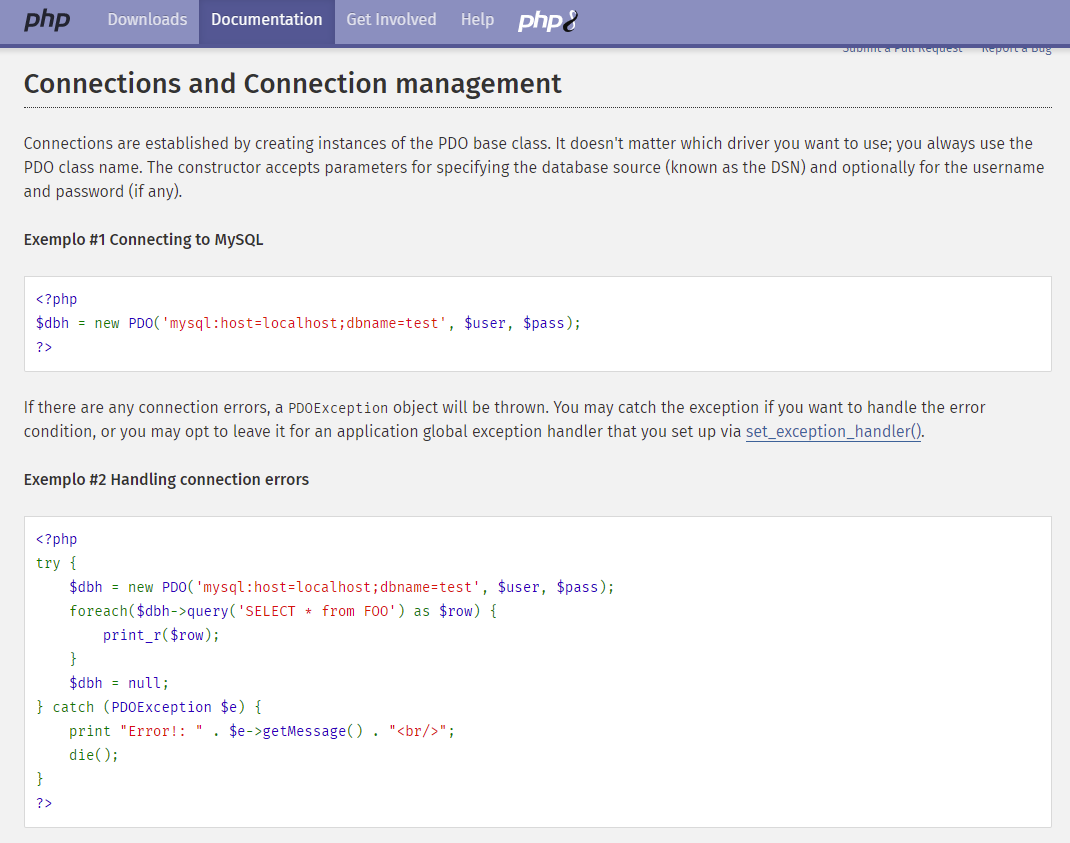 php Downloads Documentation Get Involved Help php8
Submit a Pull Request Report a Bug
Connections and Connection management
Connections are established by creating instances of the PDO base class. It doesn't matter which driver you want to use; you always use the
PDO class name. The constructor accepts parameters for specifying the database source (known as the DSN) and optionally for the username
and password (if any).
Exemplo #1 Connecting to MySQL
<?php
$dbh = new PDO('mysql:host=localhost;dbname=test', $user, $pass);
?>
If there are any connection errors, a PDOException object will be thrown. You may catch the exception if you want to handle the error
condition, or you may opt to leave it for an application global exception handler that you set up via set_exception_handler().
Exemplo #2 Handling connection errors
<?php
try {
    $dbh = new PDO('mysql:host=localhost;dbname=test', $user, $pass);
    foreach($dbh->query('SELECT * from FOO') as $row) {
        print_r($row);
    }
    $dbh = null;
} catch (PDOException $e) {
    print "Error!: " . $e->getMessage() . "<br/>";
    die();
}
?>